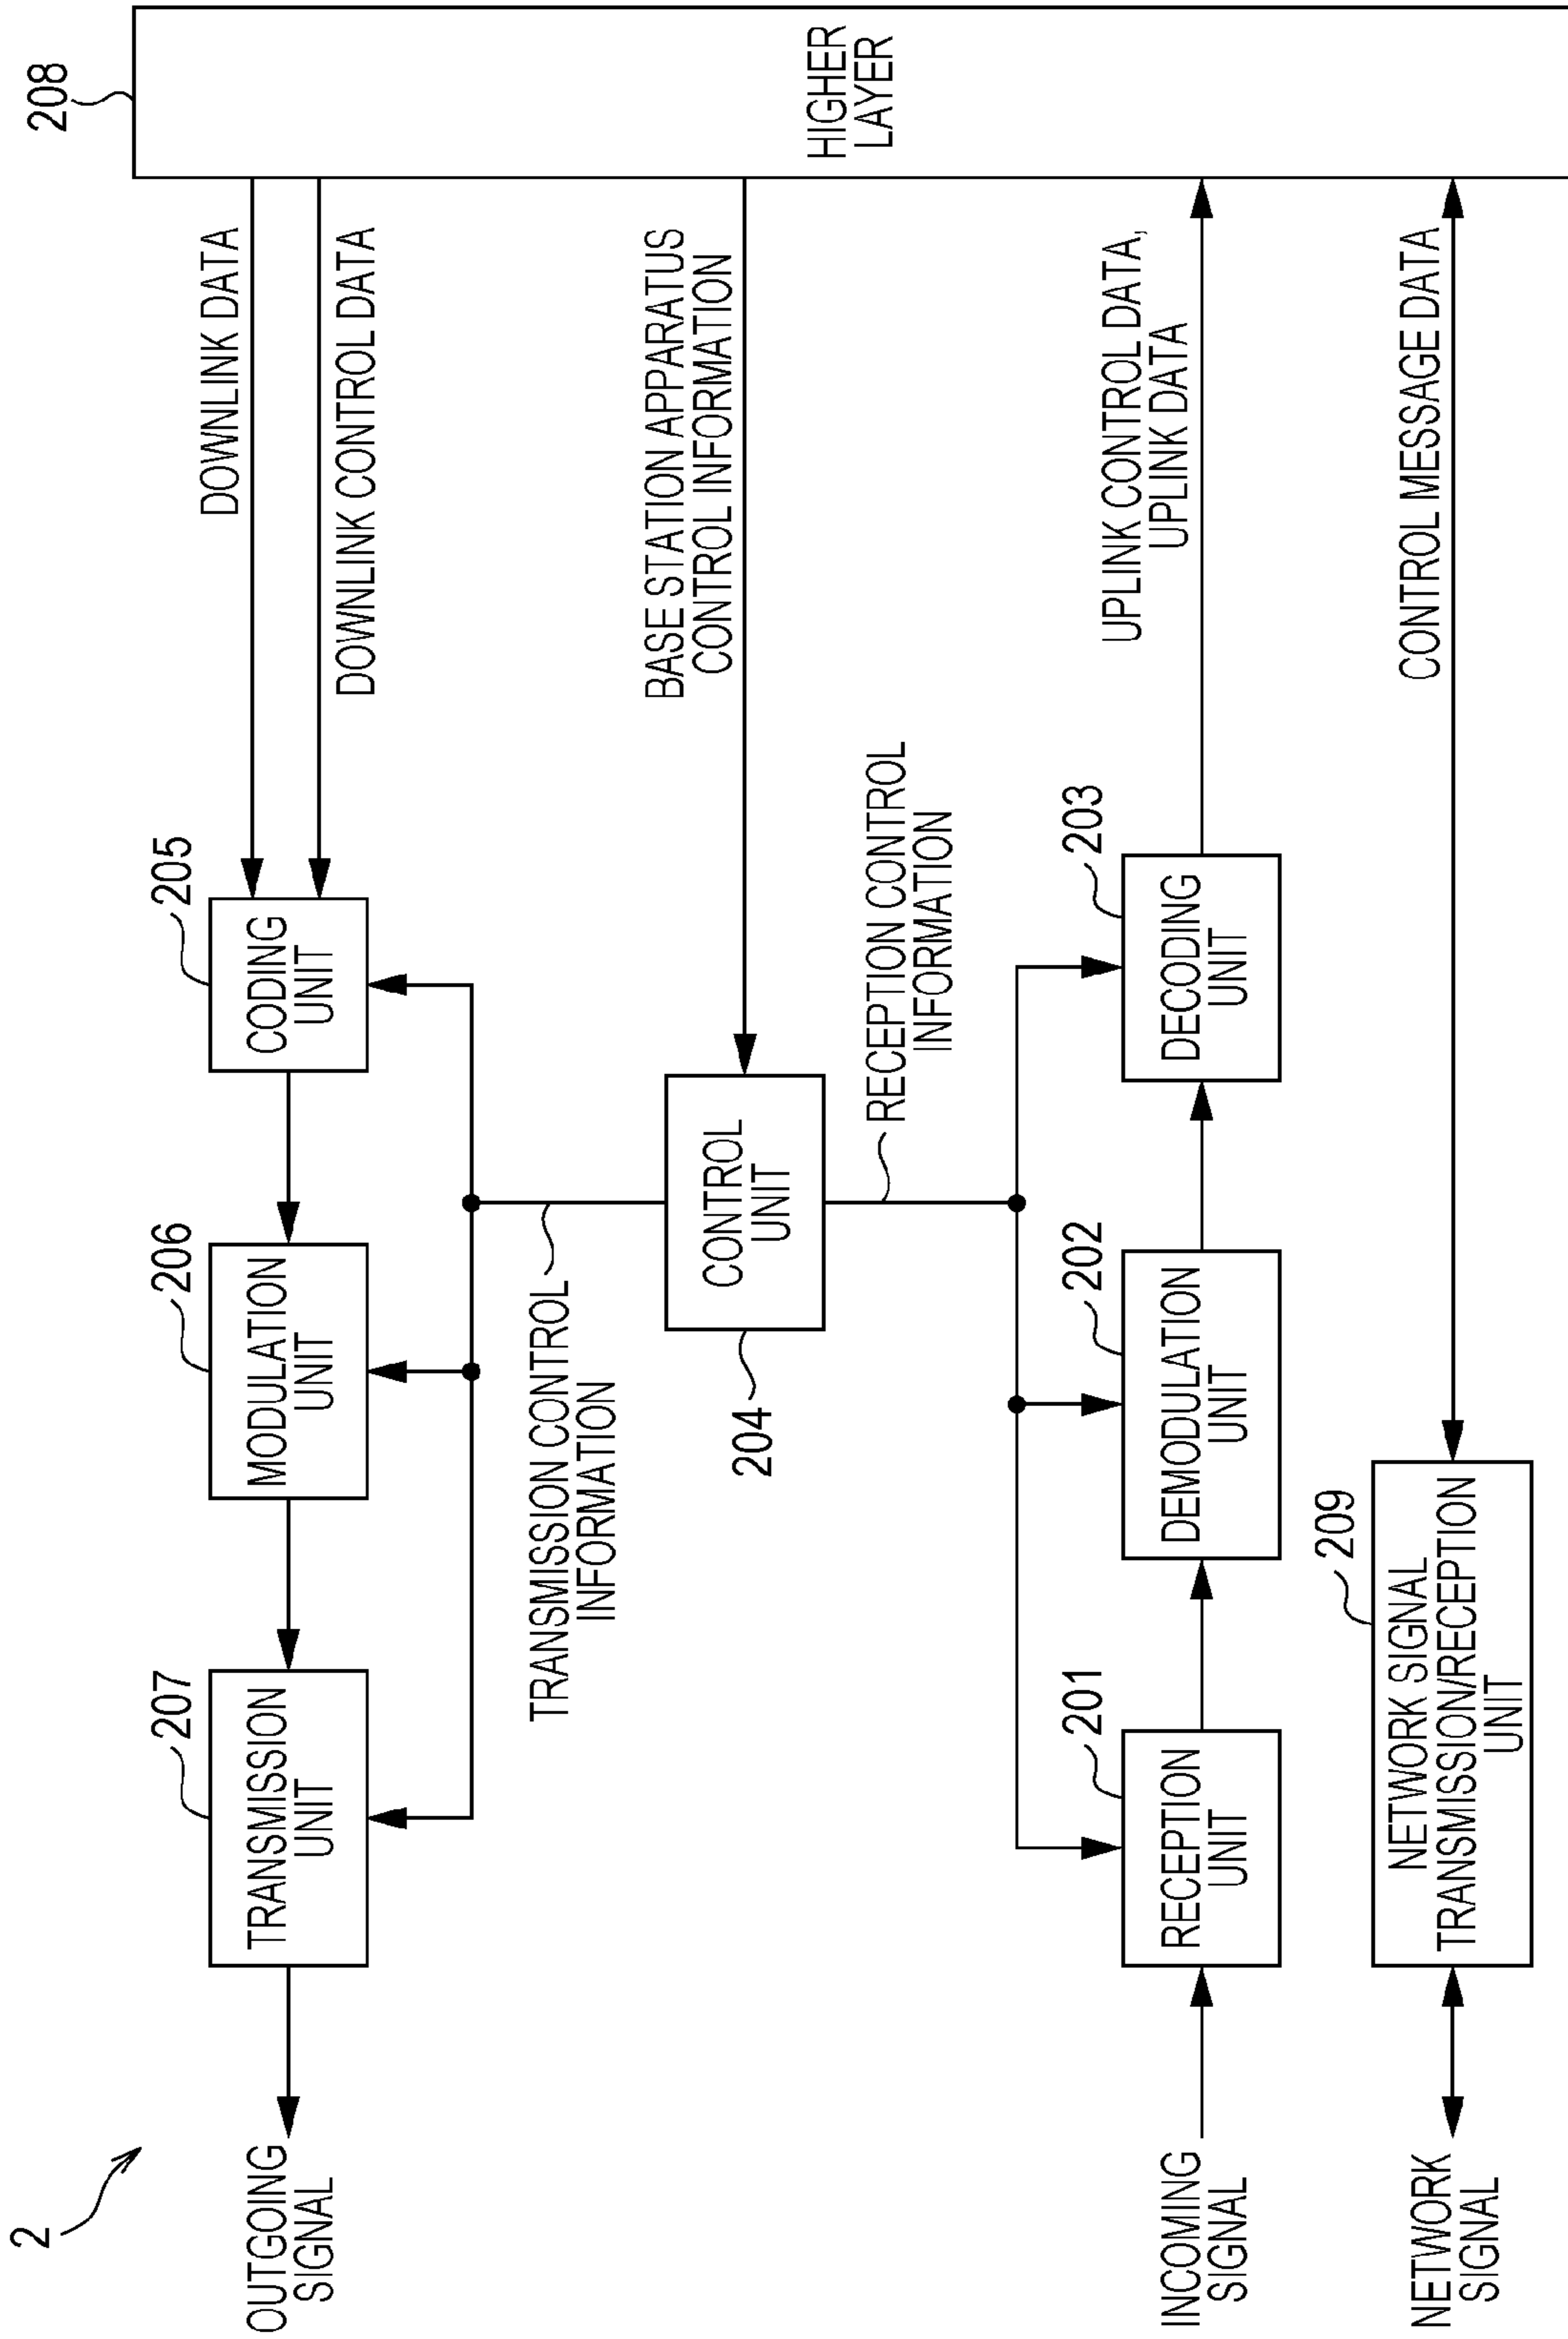 2
208
HIGHER
LAYER
DOWNLINK DATA
DOWNLINK CONTROL DATA
205
CODING
UNIT
206
MODULATION
UNIT
207
TRANSMISSION
UNIT
OUTGOING
SIGNAL
TRANSMISSION CONTROL
INFORMATION
BASE STATION APPARATUS
CONTROL INFORMATION
CONTROL
UNIT
204
RECEPTION CONTROL
INFORMATION
INCOMING
SIGNAL
201
RECEPTION
UNIT
202
DEMODULATION
UNIT
203
DECODING
UNIT
UPLINK CONTROL DATA,
UPLINK DATA
NETWORK
SIGNAL
209
NETWORK SIGNAL
TRANSMISSION/RECEPTION
UNIT
CONTROL MESSAGE DATA